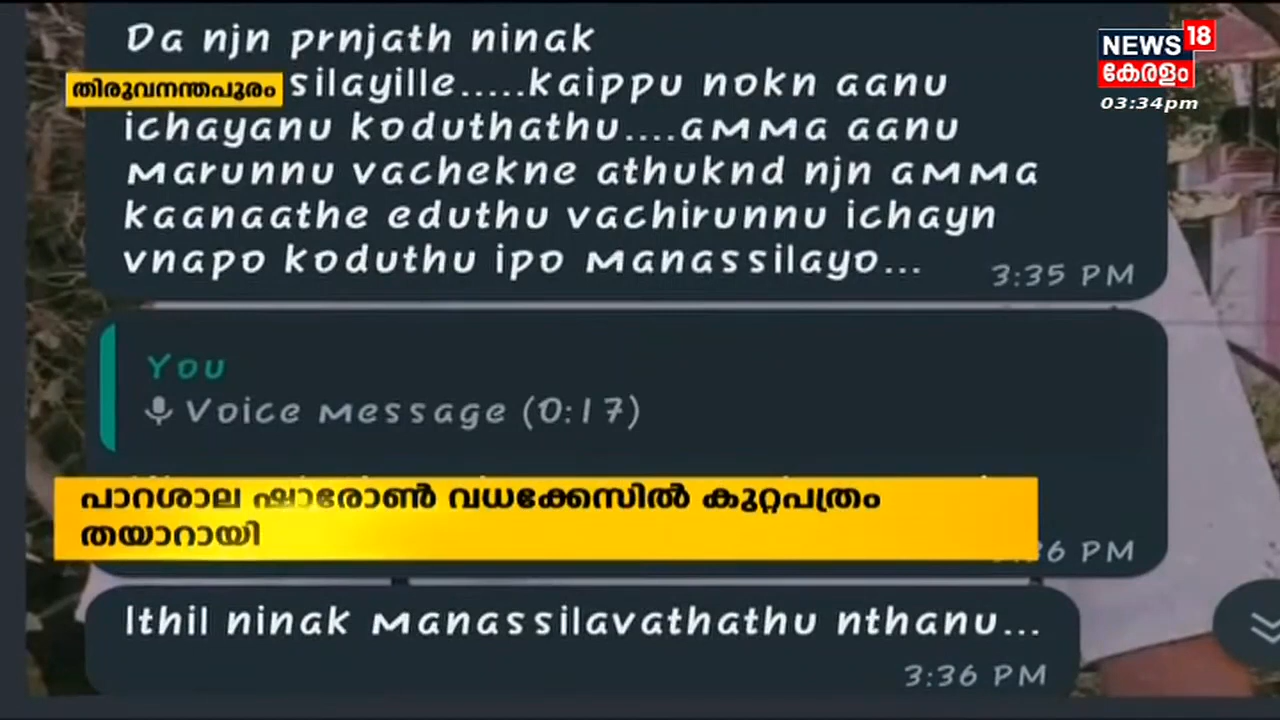 Da njn prnjath ninak
തിരുവനന്തപുരം
silayille.....kaippu nokn aanu
ichayanu koduthathu....amma aanu
marunnu vachekne athuknd njn amma
kaanaathe eduthu vachirunnu ichayn
vnapo koduthu ipo manassilayo...
3:35 PM
NEWS 18
കേരളം
03:34pm
You
Voice message (0:17)
പാറശാല ഷാരോൺ വധക്കേസിൽ കുറ്റപത്രം
തയാറായി
36 PM
Ithil ninak manassilavathathu nthanu...
3:36 PM